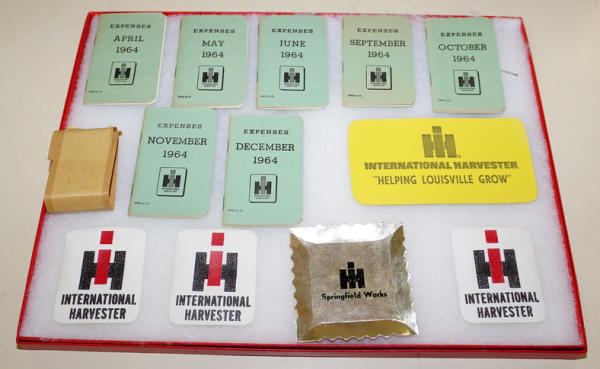 EXPENSES
APRIL
1964
EXPENSES
MAY
1964
EXPENSES
JUNE
1964
EXPENSES
SEPTEMBER
1964
EXPENSES
OCTOBER
1964
EXPENSES
NOVEMBER
1964
EXPENSES
DECEMBER
1964
IH
INTERNATIONAL HARVESTER
"HELPING LOUISVILLE GROW"
INTERNATIONAL
HARVESTER
INTERNATIONAL
HARVESTER
Springfield Works
INTERNATIONAL
HARVESTER